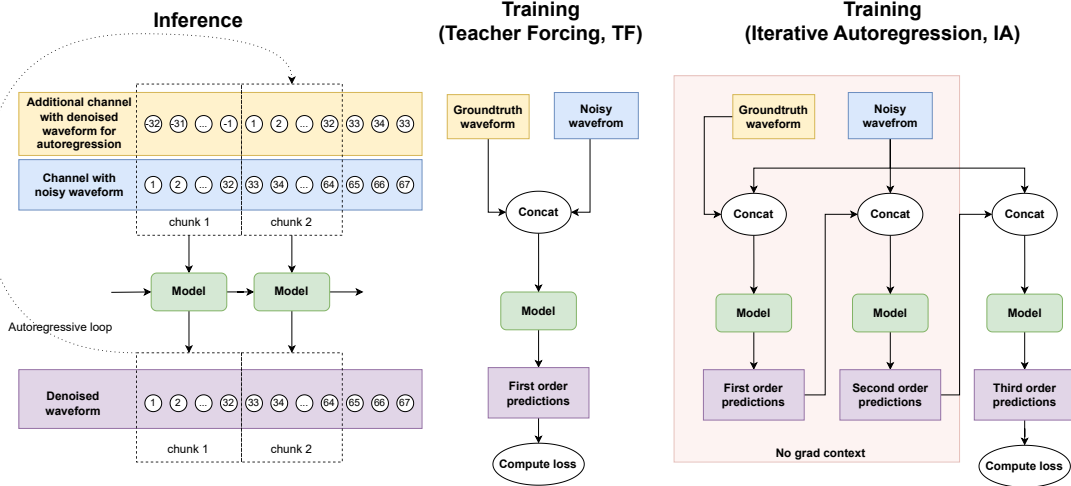 Inference
Additional channel
with denoised
waveform for
autoregression
-32 -31 ... -1 1 2 ... 32 33 34 33
Channel with
noisy waveform
1 2 ... 32 33 34 ... 64 65 66 67
chunk 1 chunk 2
Model Model
Autoregressive loop
Denoised
waveform
1 2 ... 32 33 34 ... 64 65 66 67
chunk 1 chunk 2
Training
(Teacher Forcing, TF)
Groundtruth
waveform
Noisy
wavefrom
Concat
Model
First order
predictions
Compute loss
Training
(Iterative Autoregression, IA)
Groundtruth
waveform
Noisy
wavefrom
Concat Concat Concat
Model Model Model
First order
predictions
Second order
predictions
Third order
predictions
No grad context
Compute loss